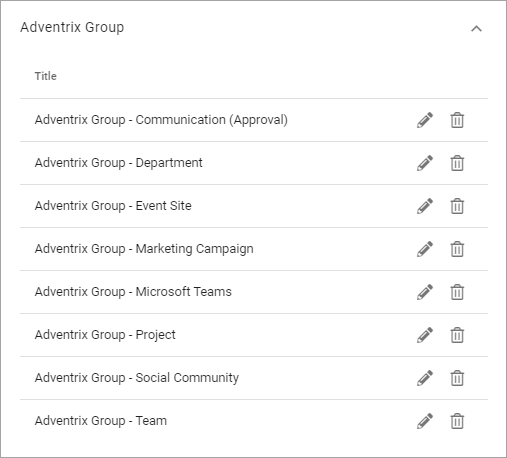 Adventrix Group
Title
Adventrix Group - Communication (Approval)
Adventrix Group - Department
Adventrix Group - Event Site
Adventrix Group - Marketing Campaign
Adventrix Group - Microsoft Teams
Adventrix Group - Project
Adventrix Group - Social Community
Adventrix Group - Team